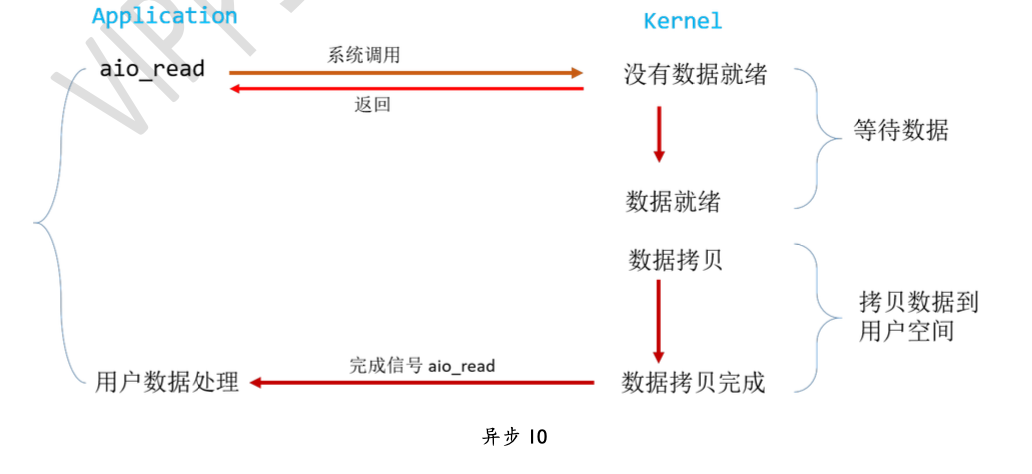 Application
Kernel
系统调用
aio_read
没有数据就绪
返回
等待数据
数据就绪
数据拷贝
拷贝数据到
用户空间
完成信号 aio_read
用户数据处理
数据拷贝完成
异步 IO